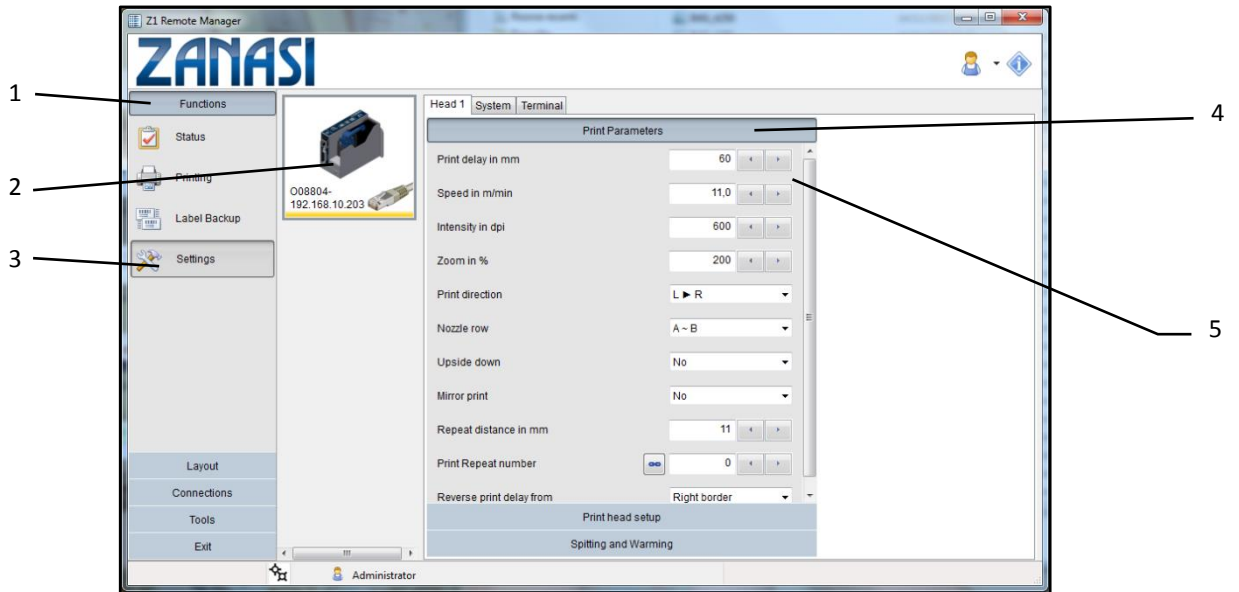 Z1 Remote Manager
ZANASI
1
Functions
Status
2
Printing
Label Backup
3
Settings
Layout
Connections
Tools
Exit
O08804-
192.168.10.203
Head 1 System Terminal
Print Parameters
4
Print delay in mm 60
Speed in m/min 11,0
Intensity in dpi 600
Zoom in % 200
Print direction L ► R
Nozzle row A ~ B
Upside down No
Mirror print No
Repeat distance in mm 11
Print Repeat number 0
Reverse print delay from Right border
5
Print head setup
Spitting and Warming
Administrator